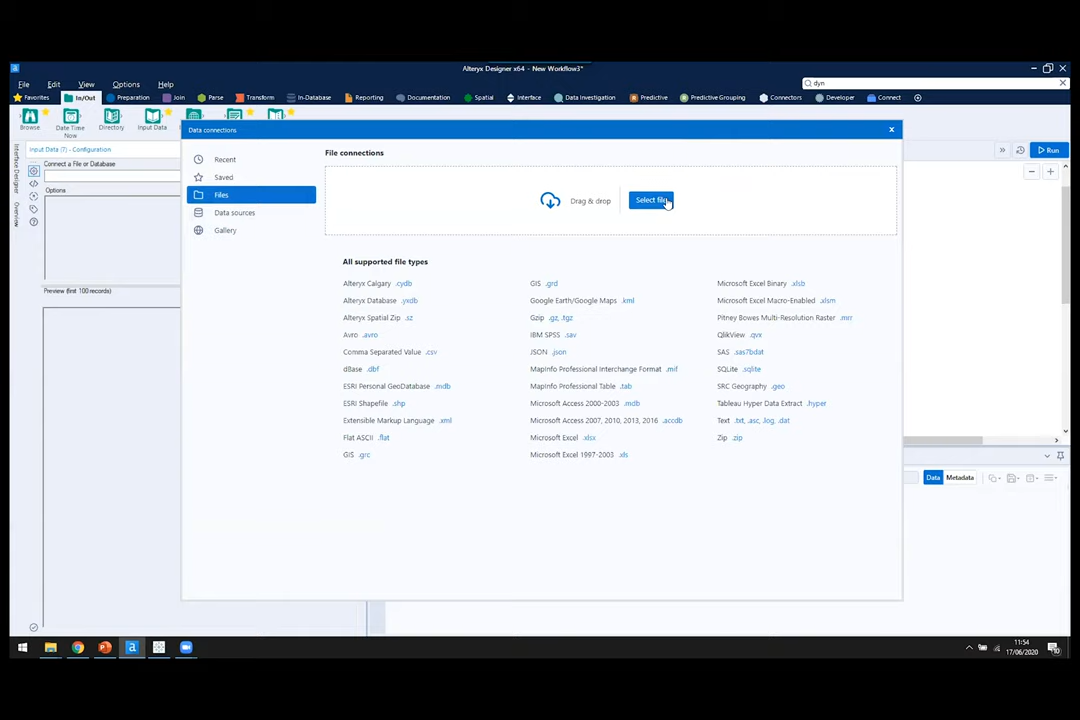 Alteryx Designer x64 - New Workflow3*
File Edit View Options Help
dyn
Favorites In/Out Preparation Join Parse Transform In-Database Reporting Documentation Spatial Interface Data Investigation Predictive Predictive Grouping Connectors Developer Connect
Browse Date Time Now Directory Input Data
Input Data (7) - Configuration
Connect a File or Database
Options
Preview (first 100 records)
Interface Designer
Overview
Run
Data connections
Recent
Saved
Files
Data sources
Gallery
File connections
Drag & drop
Select file
All supported file types
Alteryx Calgary .cydb
Alteryx Database .yxdb
Alteryx Spatial Zip .sz
Avro .avro
Comma Separated Value .csv
dBase .dbf
ESRI Personal GeoDatabase .mdb
ESRI Shapefile .shp
Extensible Markup Language .xml
Flat ASCII .flat
GIS .grc
GIS .grd
Google Earth/Google Maps .kml
Gzip .gz, .tgz
IBM SPSS .sav
JSON .json
MapInfo Professional Interchange Format .mif
MapInfo Professional Table .tab
Microsoft Access 2000-2003 .mdb
Microsoft Access 2007, 2010, 2013, 2016 .accdb
Microsoft Excel .xlsx
Microsoft Excel 1997-2003 .xls
Microsoft Excel Binary .xlsb
Microsoft Excel Macro-Enabled .xlsm
Pitney Bowes Multi-Resolution Raster .mrr
QlikView .qvx
SAS .sas7bdat
SQLite .sqlite
SRC Geography .geo
Tableau Hyper Data Extract .hyper
Text .txt, .asc, .log, .dat
Zip .zip
Data Metadata
11:54
17/06/2020